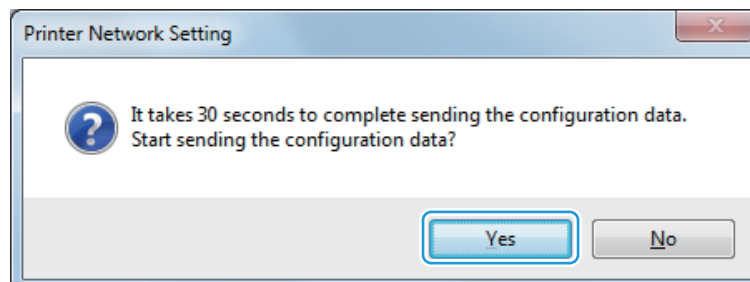 Printer Network Setting
It takes 30 seconds to complete sending the configuration data.
Start sending the configuration data?
Yes
No